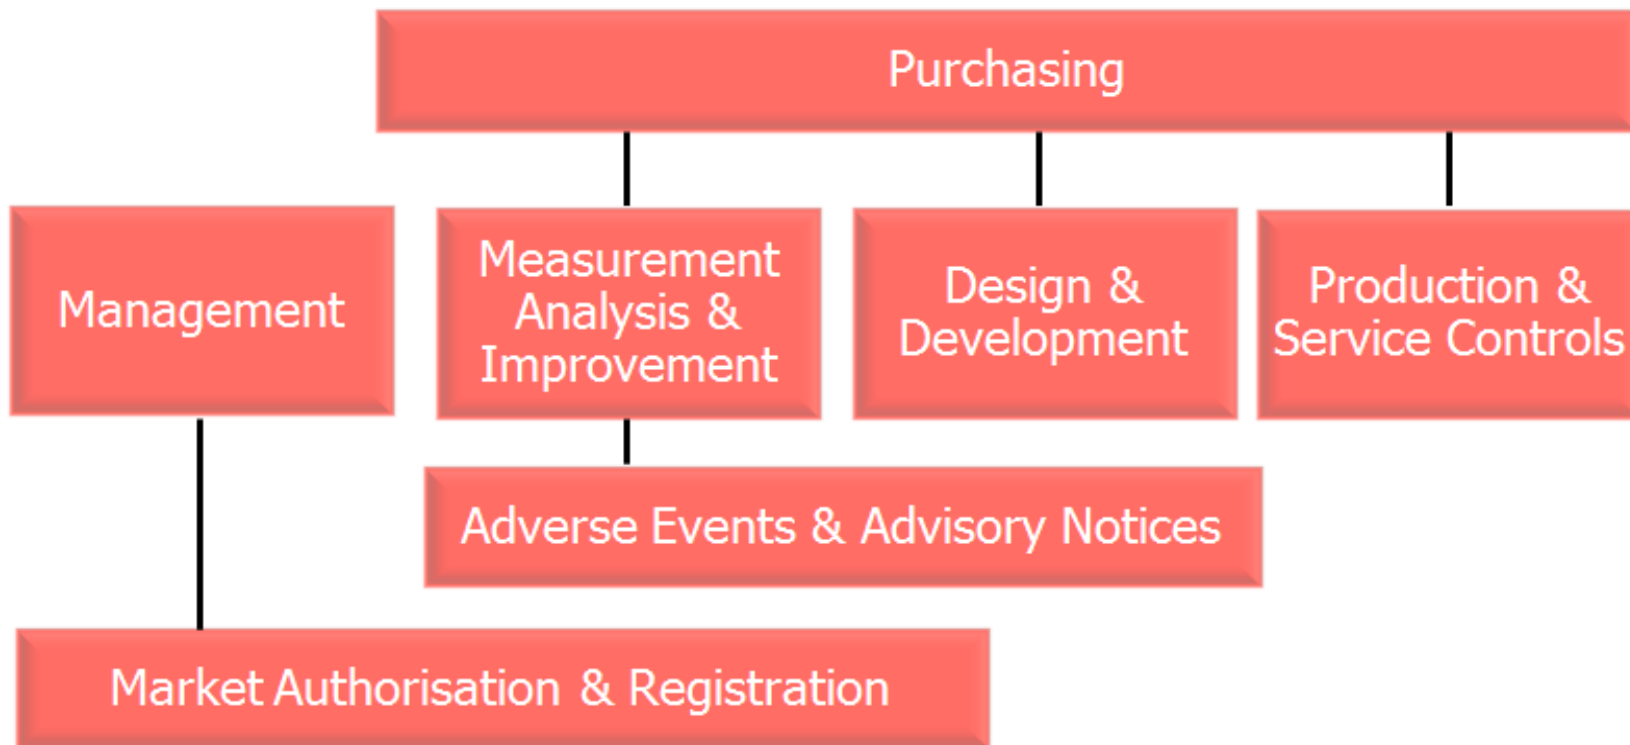 Purchasing
Management
Measurement
Analysis &
Improvement
Design &
Development
Production &
Service Controls
Adverse Events & Advisory Notices
Market Authorisation & Registration